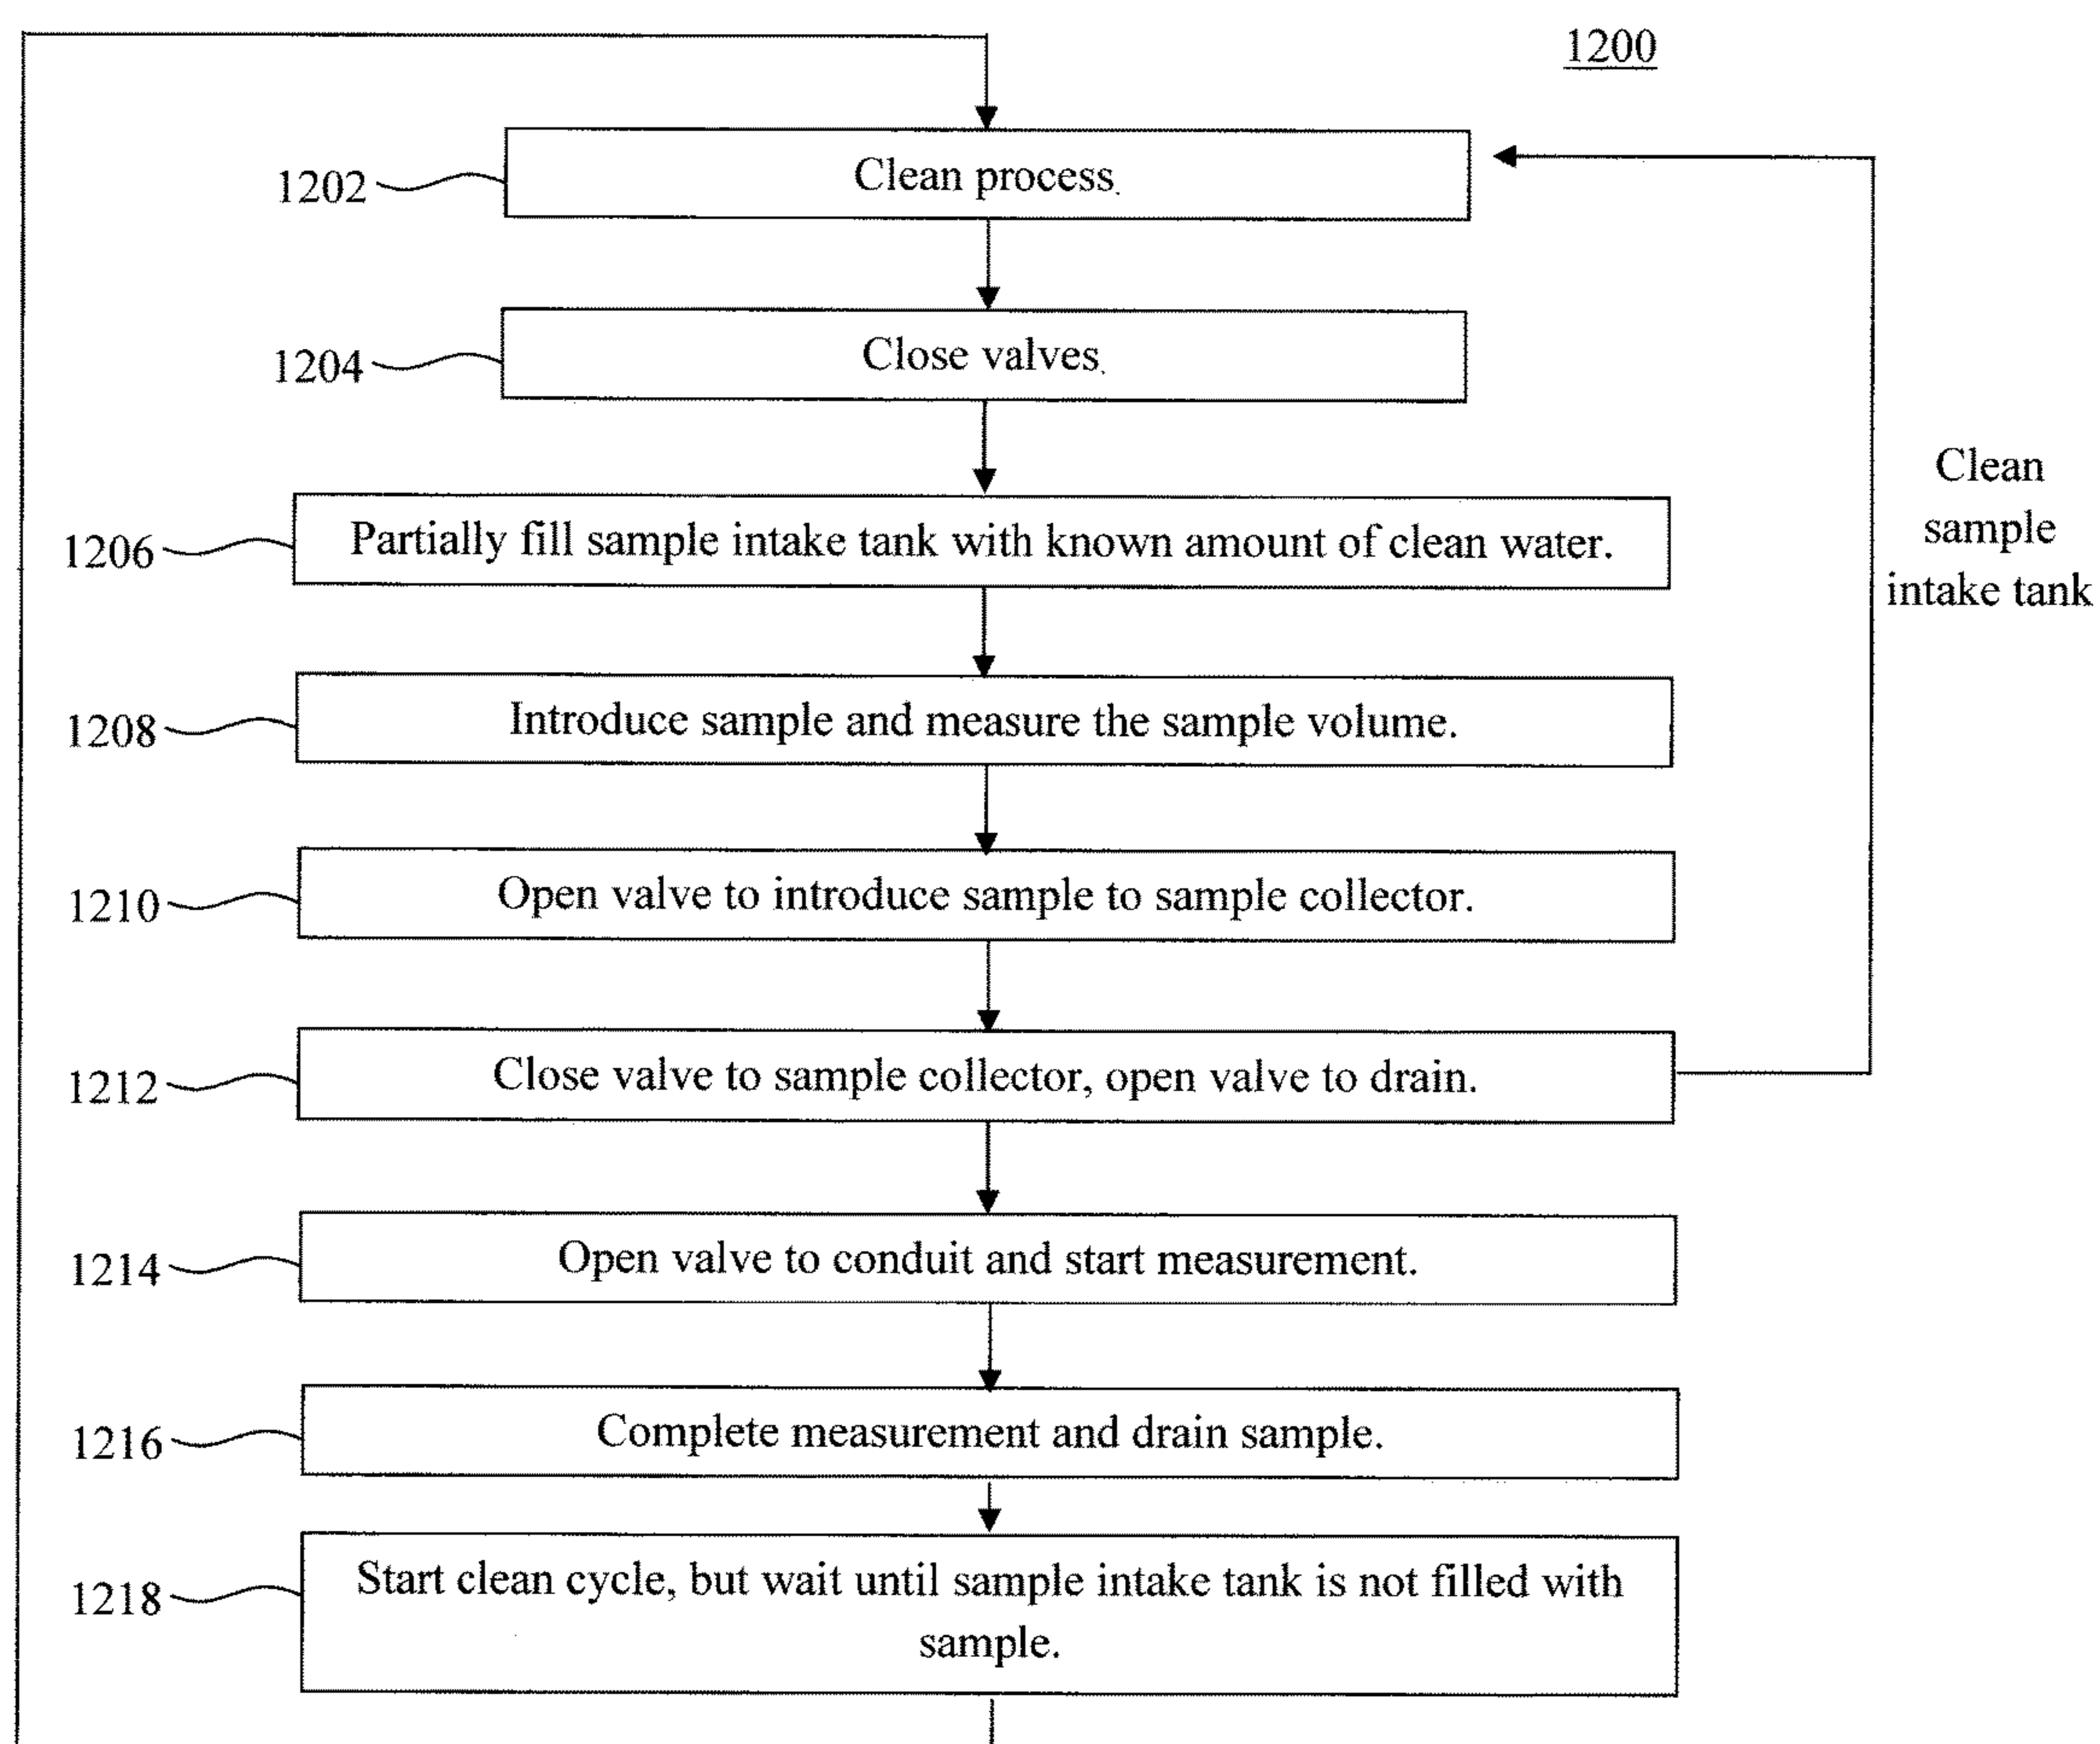 1200
1202
Clean process.
1204
Close valves.
Clean
sample
intake tank
1206
Partially fill sample intake tank with known amount of clean water.
1208
Introduce sample and measure the sample volume.
1210
Open valve to introduce sample to sample collector.
1212
Close valve to sample collector, open valve to drain.
1214
Open valve to conduit and start measurement.
1216
Complete measurement and drain sample.
1218
Start clean cycle, but wait until sample intake tank is not filled with
sample.